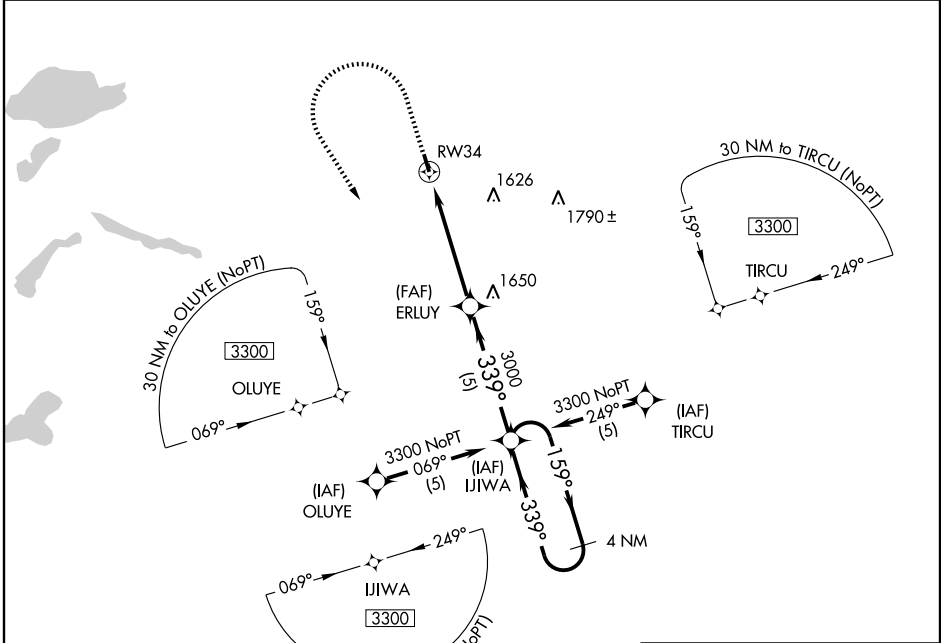 RW34
1626
1790 ±
30 NM to TIRCU (NoPT)
159°
3300
TIRCU
249°
30 NM to OLUYE (NoPT)
159°
3300
OLUYE
069°
(FAF)
ERLUY
1650
3000
339°
(5)
3300 NoPT
249°
(5)
(IAF)
TIRCU
3300 NoPT
069°
(5)
(IAF)
IJIWA
159°
339°
4 NM
(IAF)
OLUYE
249°
069°
IJIWA
3300
oPT)